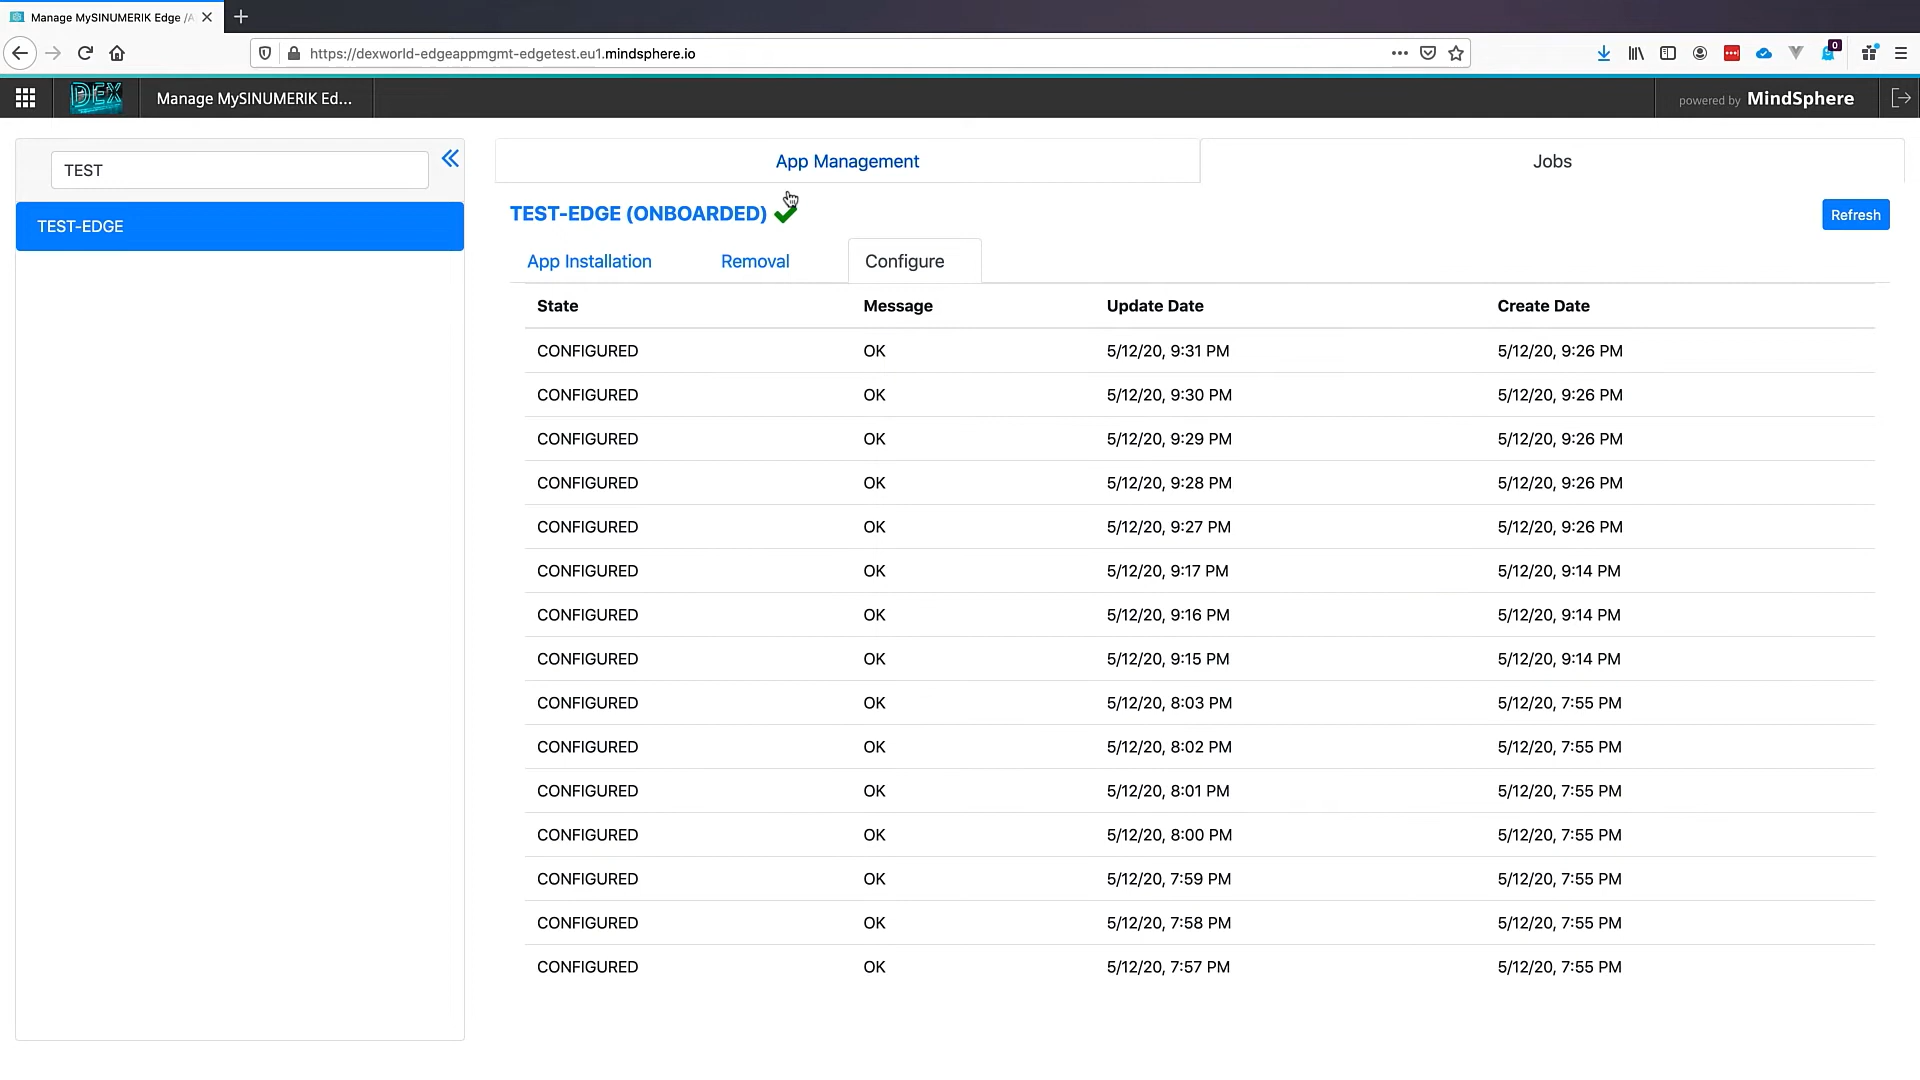 Manage MySINUMERIK Edge /A
https://dexworld-edgeappmgmt-edgetest.eu1.mindsphere.io
0
DEX
Manage MySINUMERIK Ed...
powered by MindSphere
TEST
TEST-EDGE
App Management
Jobs
TEST-EDGE (ONBOARDED)
Refresh
App Installation
Removal
Configure
State Message Update Date Create Date
CONFIGURED OK 5/12/20, 9:31 PM 5/12/20, 9:26 PM
CONFIGURED OK 5/12/20, 9:30 PM 5/12/20, 9:26 PM
CONFIGURED OK 5/12/20, 9:29 PM 5/12/20, 9:26 PM
CONFIGURED OK 5/12/20, 9:28 PM 5/12/20, 9:26 PM
CONFIGURED OK 5/12/20, 9:27 PM 5/12/20, 9:26 PM
CONFIGURED OK 5/12/20, 9:17 PM 5/12/20, 9:14 PM
CONFIGURED OK 5/12/20, 9:16 PM 5/12/20, 9:14 PM
CONFIGURED OK 5/12/20, 9:15 PM 5/12/20, 9:14 PM
CONFIGURED OK 5/12/20, 8:03 PM 5/12/20, 7:55 PM
CONFIGURED OK 5/12/20, 8:02 PM 5/12/20, 7:55 PM
CONFIGURED OK 5/12/20, 8:01 PM 5/12/20, 7:55 PM
CONFIGURED OK 5/12/20, 8:00 PM 5/12/20, 7:55 PM
CONFIGURED OK 5/12/20, 7:59 PM 5/12/20, 7:55 PM
CONFIGURED OK 5/12/20, 7:58 PM 5/12/20, 7:55 PM
CONFIGURED OK 5/12/20, 7:57 PM 5/12/20, 7:55 PM